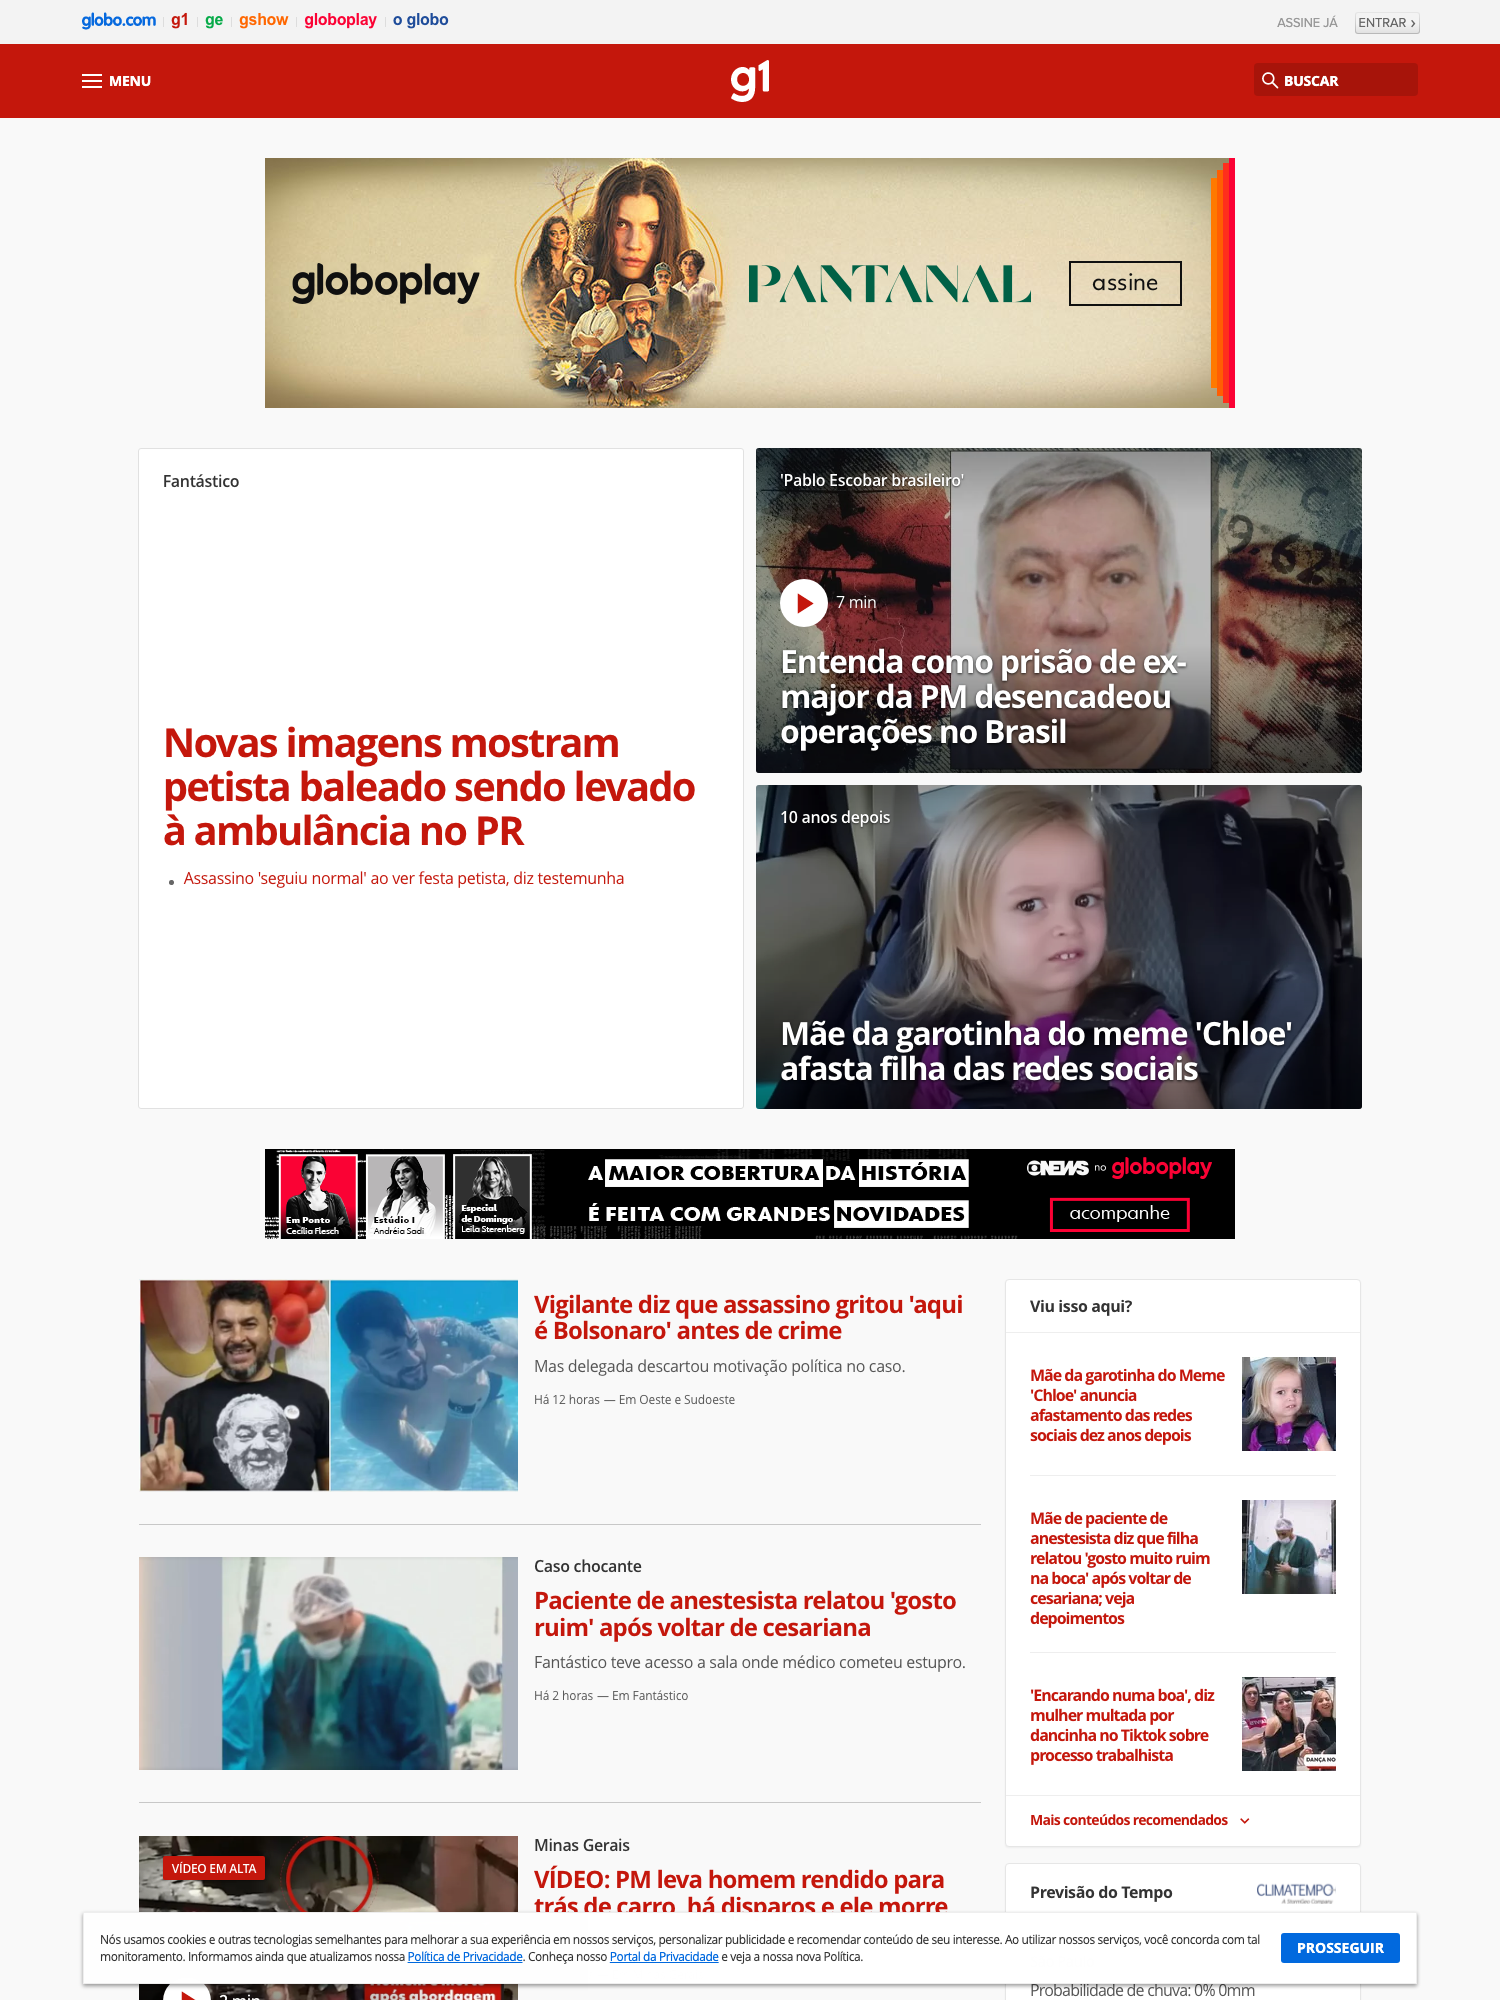 globo.com g1 ge gshow globoplay o globo
ASSINE JÁ ENTRAR ›
MENU
g1
BUSCAR
globoplay
PANTANAL
assine
Fantástico
Novas imagens mostram
petista baleado sendo levado
à ambulância no PR
Assassino 'seguiu normal' ao ver festa petista, diz testemunha
'Pablo Escobar brasileiro'
7 min
Entenda como prisão de ex-
major da PM desencadeou
operações no Brasil
10 anos depois
Mãe da garotinha do meme 'Chloe'
afasta filha das redes sociais
Em Ponto
Cecília Flesch
Estúdio I
Andréia Sadi
Especial
de Domingo
Leila Sterenberg
A MAIOR COBERTURA DA HISTÓRIA
É FEITA COM GRANDES NOVIDADES
GNEWS no globoplay
acompanhe
Vigilante diz que assassino gritou 'aqui
é Bolsonaro' antes de crime
Mas delegada descartou motivação política no caso.
Há 12 horas — Em Oeste e Sudoeste
Caso chocante
Paciente de anestesista relatou 'gosto
ruim' após voltar de cesariana
Fantástico teve acesso a sala onde médico cometeu estupro.
Há 2 horas — Em Fantástico
VÍDEO EM ALTA
Minas Gerais
VÍDEO: PM leva homem rendido para
trás de carro, há disparos e ele morre
após abordagem
Viu isso aqui?
Mãe da garotinha do Meme
'Chloe' anuncia
afastamento das redes
sociais dez anos depois
Mãe de paciente de
anestesista diz que filha
relatou 'gosto muito ruim
na boca' após voltar de
cesariana; veja
depoimentos
'Encarando numa boa', diz
mulher multada por
dancinha no Tiktok sobre
processo trabalhista
DANÇA NO
Mais conteúdos recomendados
Previsão do Tempo
CLIMATEMPO
Probabilidade de chuva: 0% 0mm
Nós usamos cookies e outras tecnologias semelhantes para melhorar a sua experiência em nossos serviços, personalizar publicidade e recomendar conteúdo de seu interesse. Ao utilizar nossos serviços, você concorda com tal
monitoramento. Informamos ainda que atualizamos nossa Política de Privacidade. Conheça nosso Portal da Privacidade e veja a nossa nova Política.
PROSSEGUIR